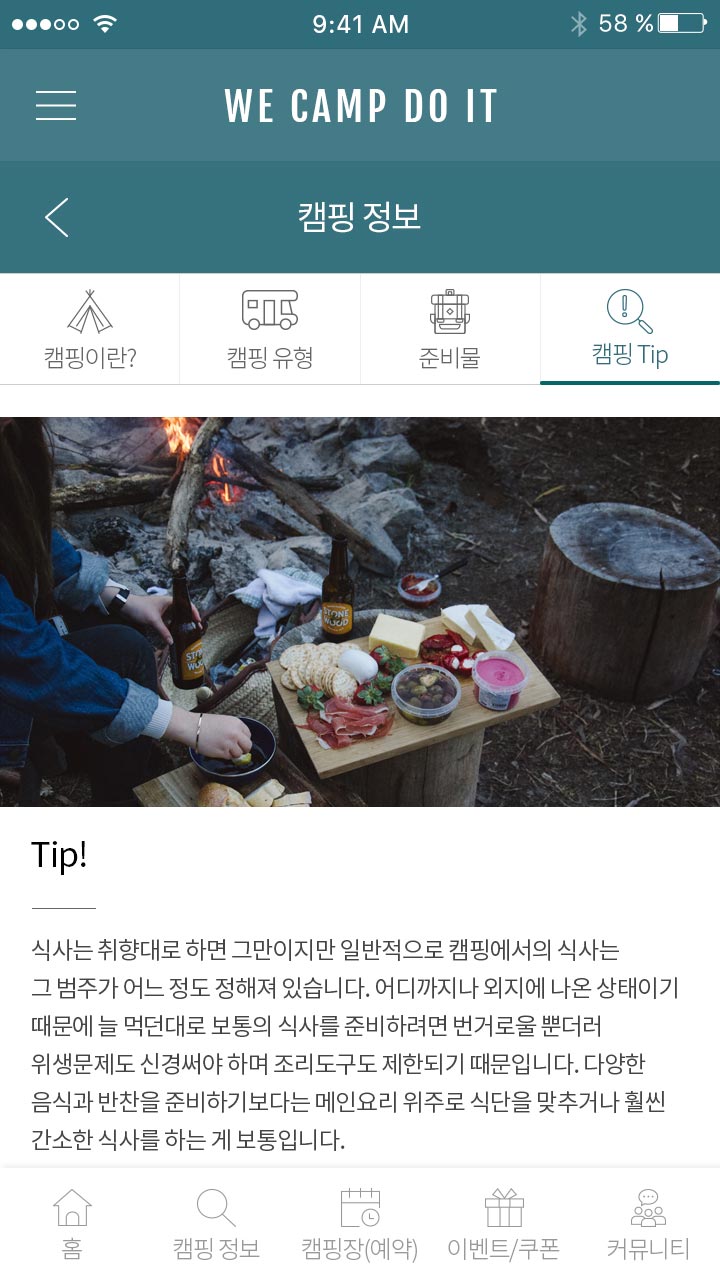 9:41 AM
58 %
WE CAMP DO IT
캠핑 정보
캠핑이란?
캠핑 유형
준비물
캠핑 Tip
STONE & WOOD
STONE & WOOD
Tip!
식사는 취향대로 하면 그만이지만 일반적으로 캠핑에서의 식사는
그 범주가 어느 정도 정해져 있습니다. 어디까지나 외지에 나온 상태이기
때문에 늘 먹던대로 보통의 식사를 준비하려면 번거로울 뿐더러
위생문제도 신경써야 하며 조리도구도 제한되기 때문입니다. 다양한
음식과 반찬을 준비하기보다는 메인요리 위주로 식단을 맞추거나 훨씬
간소한 식사를 하는 게 보통입니다.
홈
캠핑 정보
캠핑장(예약)
이벤트/쿠폰
커뮤니티